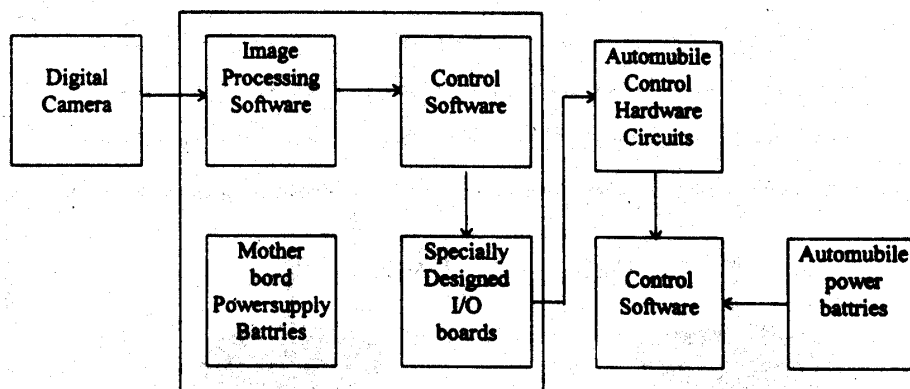 Digital
Camera
Image
Processing
Software
Control
Software
Automubile
Control
Hardware
Circuits
Mother
bord
Powersupply
Battries
Specially
Designed
I/O
boards
Control
Software
Automubile
power
battries